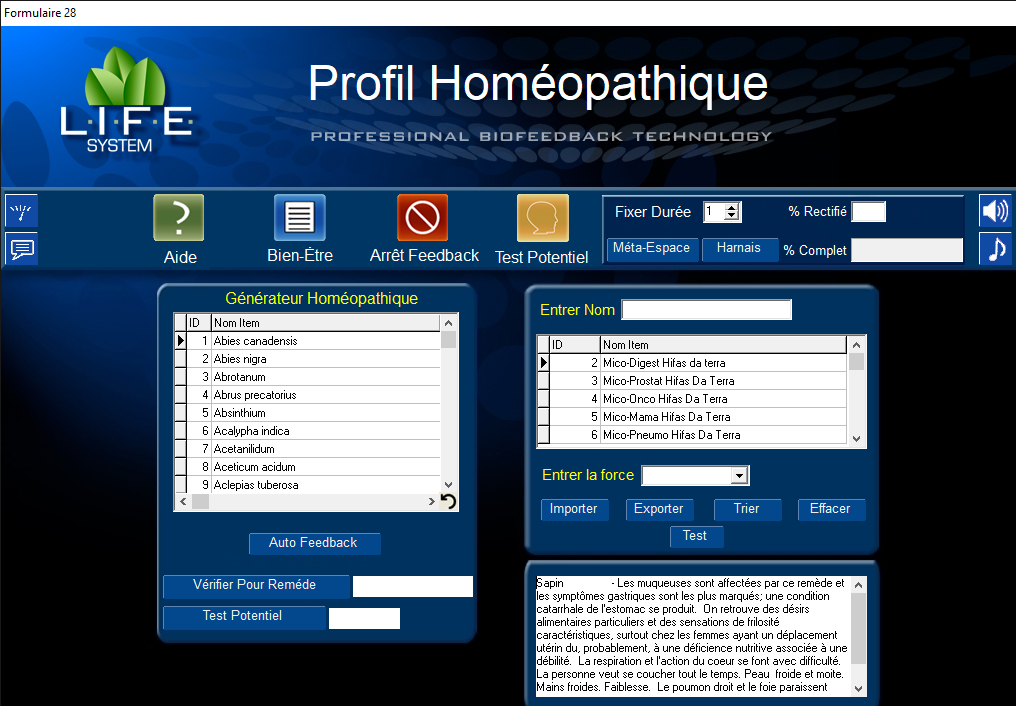 Formulaire 28
L·I·F·E
SYSTEM
Profil Homéopathique
PROFESSIONAL BIOFEEDBACK TECHNOLOGY
Aide
Bien-Être
Arrêt Feedback
Test Potentiel
Fixer Durée 1 % Rectifié
Méta-Espace Harnais % Complet
Générateur Homéopathique
ID Nom Item
1 Abies canadensis
2 Abies nigra
3 Abrotanum
4 Abrus precatorius
5 Absinthium
6 Acalypha indica
7 Acetanilidum
8 Aceticum acidum
9 Aclepias tuberosa
Auto Feedback
Vérifier Pour Reméde
Test Potentiel
Entrer Nom
ID Nom Item
2 Mico-Digest Hifas da terra
3 Mico-Prostat Hifas Da Terra
4 Mico-Onco Hifas Da Terra
5 Mico-Mama Hifas Da Terra
6 Mico-Pneumo Hifas Da Terra
Entrer la force
Importer Exporter Trier Effacer
Test
Sapin - Les muqueuses sont affectées par ce remède et
les symptômes gastriques sont les plus marqués; une condition
catarrhale de l'estomac se produit. On retrouve des désirs
alimentaires particuliers et des sensations de frilosité
caractéristiques, surtout chez les femmes ayant un déplacement
utérin du, probablement, à une déficience nutritive associée à une
débilité. La respiration et l'action du coeur se font avec difficulté.
La personne veut se coucher tout le temps. Peau froide et moite.
Mains froides. Faiblesse. Le poumon droit et le foie paraissent